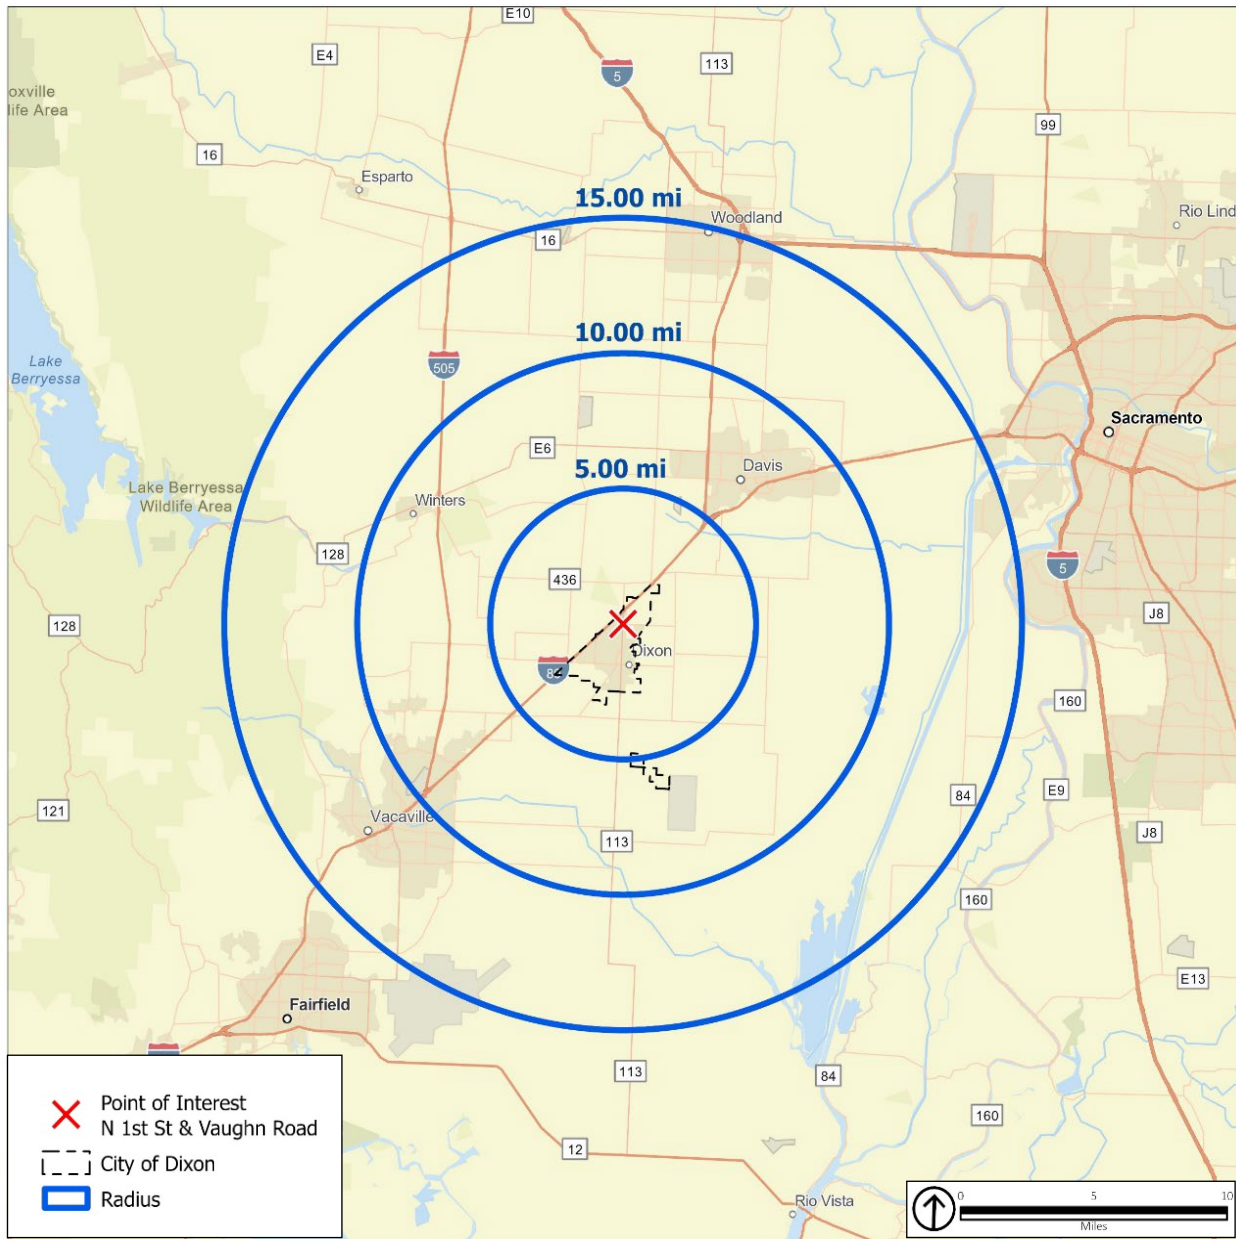 E10
E4
5
113
oxville
life Area
99
16
Esparto
15.00 mi
Woodland
Rio Lind
16
10.00 mi
Lake
Berryessa
505
Sacramento
E6
5.00 mi
Davis
Lake Berryessa
Wildlife Area
Winters
128
436
5
128
J8
Dixon
160
Vacaville
121
84
E9
113
J8
160
Fairfield
E13
113
84
160
12
Rio Vista
Point of Interest
N 1st St & Vaughn Road
City of Dixon
Radius
0 5 10
Miles